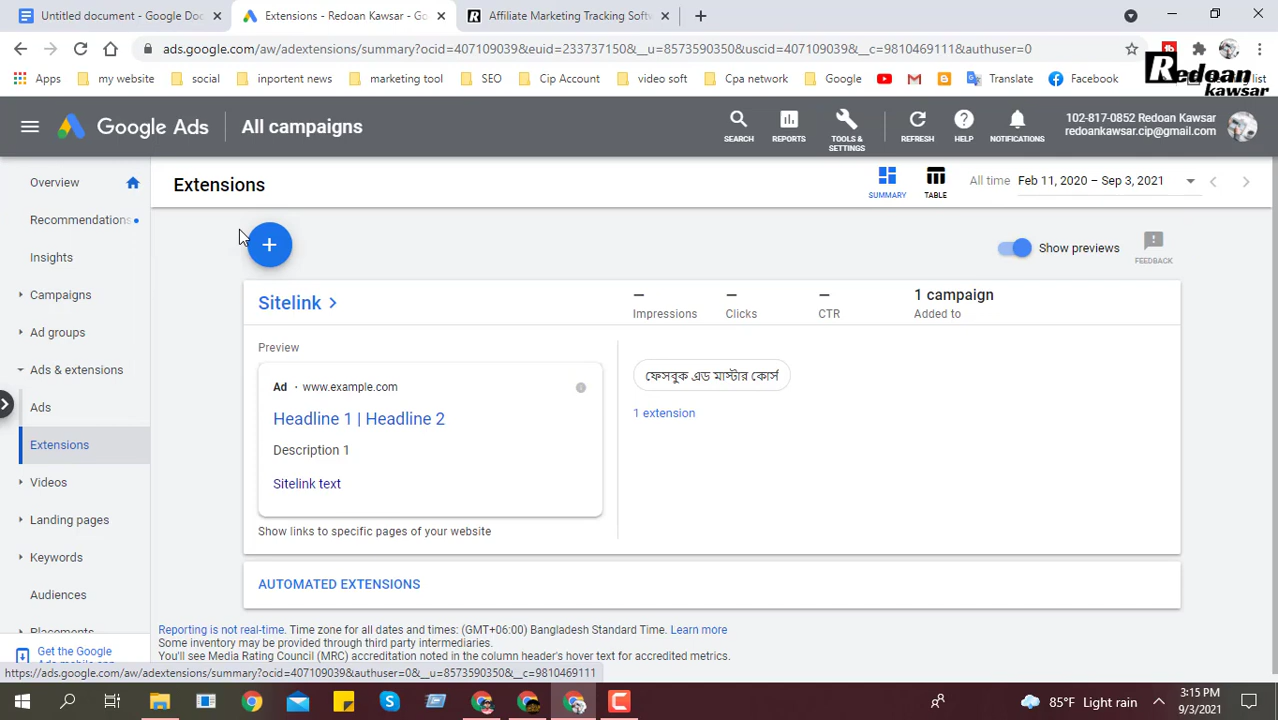 Untitled document - Google Doc
Extensions - Redoan Kawsar - Go
Affiliate Marketing Tracking Softw
ads.google.com/aw/adextensions/summary?ocid=407109039&euid=233737150&__u=8573590350&uscid=407109039&__c=9810469111&authuser=0
Apps
my website
social
inportent news
marketing tool
SEO
Cip Account
video soft
Cpa network
Google
Translate
Facebook
list
Redoan
kawsar
Google Ads
All campaigns
SEARCH
REPORTS
TOOLS &
SETTINGS
REFRESH
HELP
NOTIFICATIONS
102-817-0852 Redoan Kawsar
redoankawsar.cip@gmail.com
Overview
Recommendations
Insights
Campaigns
Ad groups
Ads & extensions
Ads
Extensions
Videos
Landing pages
Keywords
Audiences
Placements
Get the Google
Ads mobile app
Extensions
SUMMARY
TABLE
All time Feb 11, 2020 – Sep 3, 2021
+
Show previews
FEEDBACK
Sitelink
– – – 1 campaign
Impressions Clicks CTR Added to
Preview
Ad · www.example.com
Headline 1 | Headline 2
Description 1
Sitelink text
Show links to specific pages of your website
ফেসবুক এড মাস্টার কোর্স
1 extension
AUTOMATED EXTENSIONS
Reporting is not real-time. Time zone for all dates and times: (GMT+06:00) Bangladesh Standard Time. Learn more
Some inventory may be provided through third party intermediaries.
You'll see Media Rating Council (MRC) accreditation noted in the column header's hover text for accredited metrics.
https://ads.google.com/aw/adextensions/summary?ocid=407109039&authuser=0&__u=8573590350&__c=9810469111
85°F Light rain
3:15 PM
9/3/2021